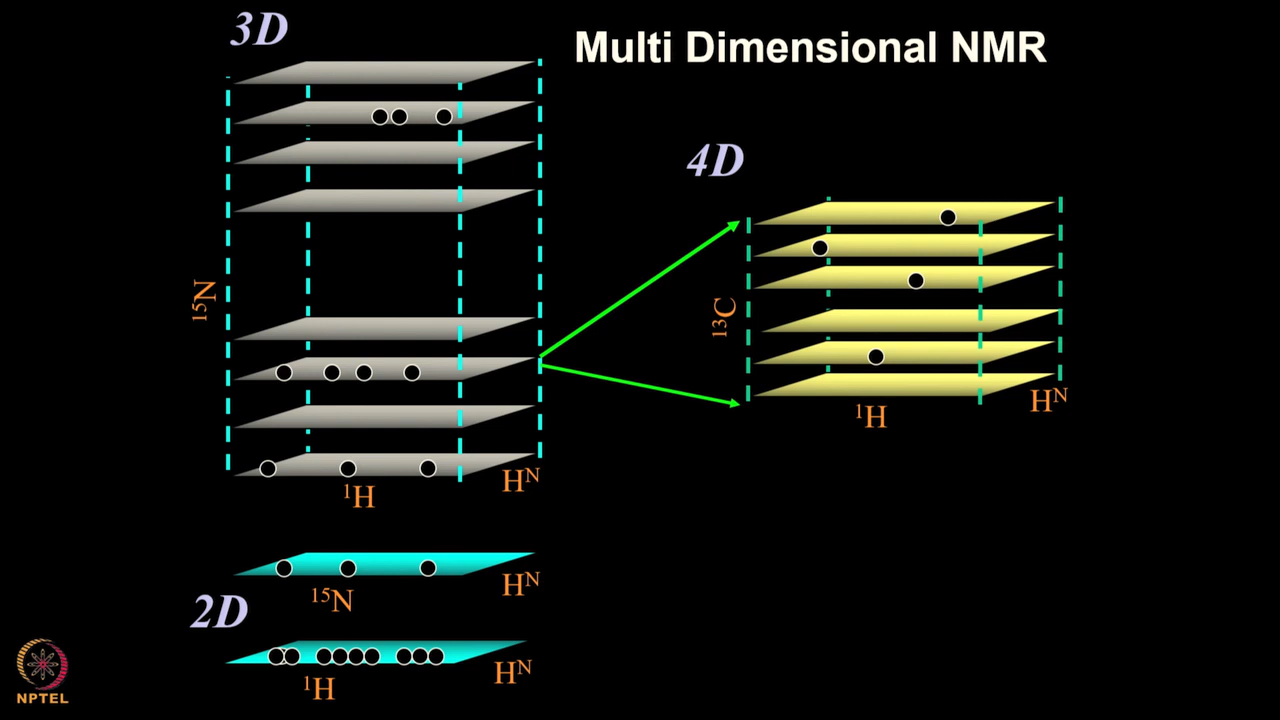 3D
Multi Dimensional NMR
4D
¹⁵N
¹³C
¹H
Hᴺ
¹H
Hᴺ
¹⁵N
Hᴺ
2D
¹H
Hᴺ
NPTEL